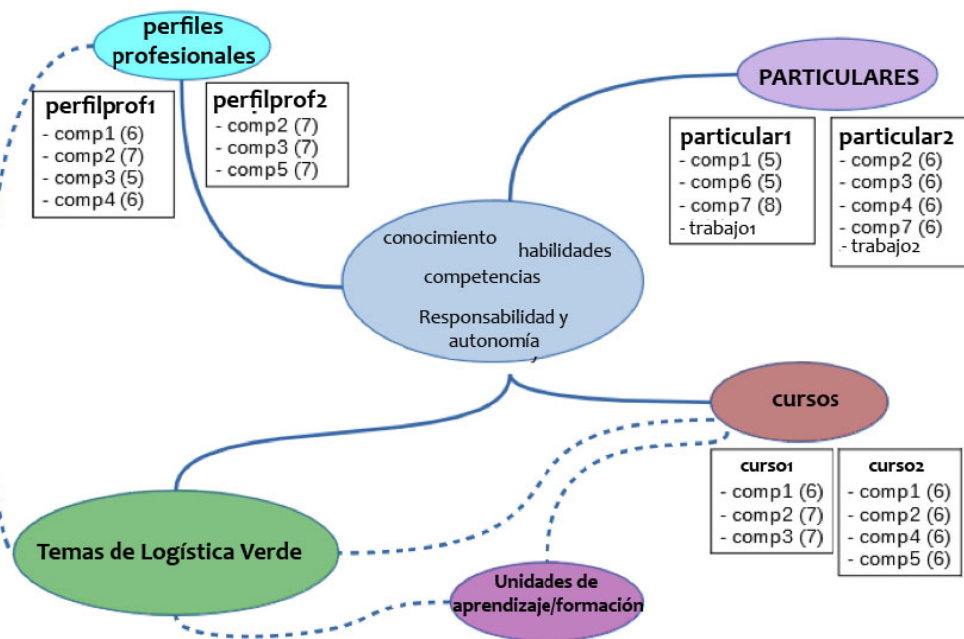 perfiles
profesionales
perfilprof1
- comp1 (6)
- comp2 (7)
- comp3 (5)
- comp4 (6)
perfilprof2
- comp2 (7)
- comp3 (7)
- comp5 (7)
PARTICULARES
particular1
- comp1 (5)
- comp6 (5)
- comp7 (8)
- trabajo1
particular2
- comp2 (6)
- comp3 (6)
- comp4 (6)
- comp7 (6)
- trabajo2
conocimiento
habilidades
competencias
Responsabilidad y
autonomía
cursos
curso1
- comp1 (6)
- comp2 (7)
- comp3 (7)
curso2
- comp1 (6)
- comp2 (6)
- comp4 (6)
- comp5 (6)
Temas de Logística Verde
Unidades de
aprendizaje/formación